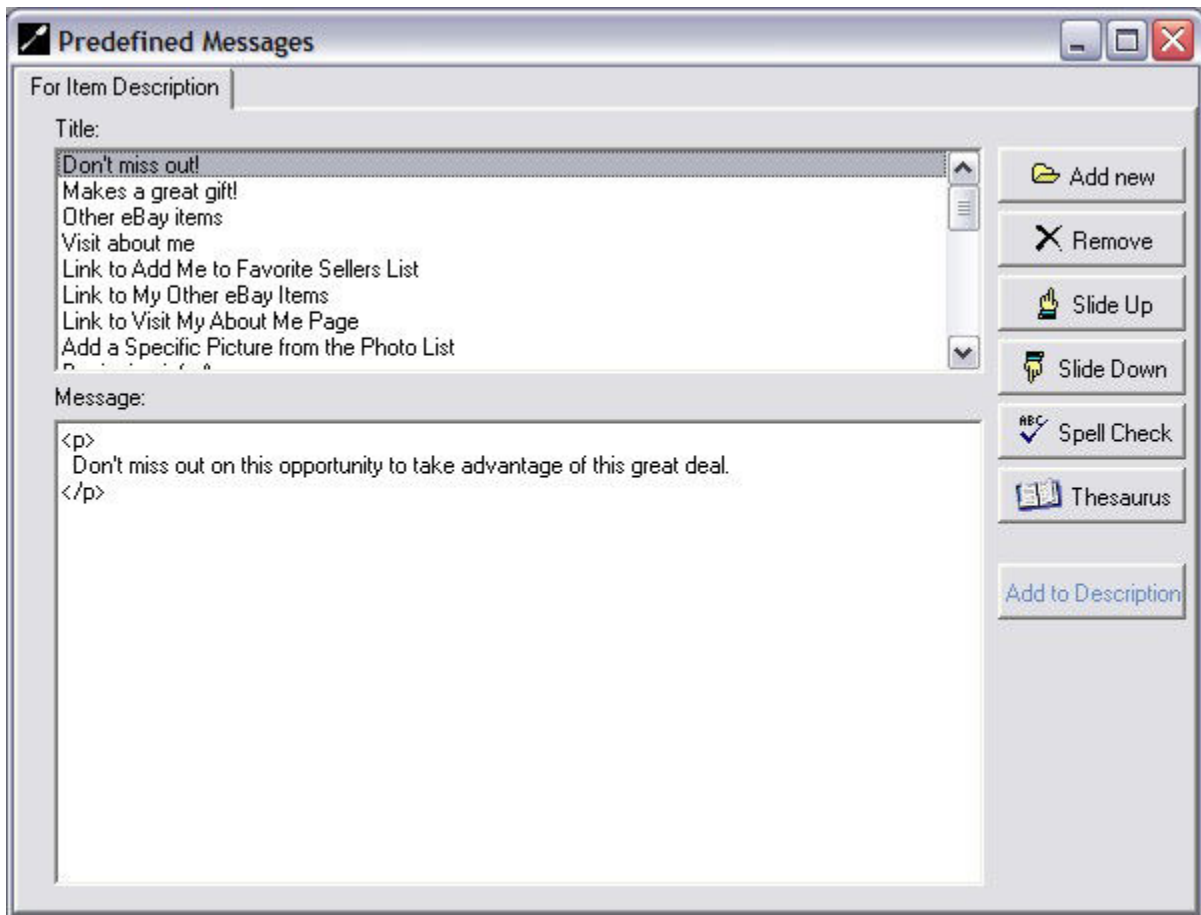 Predefined Messages
For Item Description
Title:
Don't miss out!
Makes a great gift!
Other eBay items
Visit about me
Link to Add Me to Favorite Sellers List
Link to My Other eBay Items
Link to Visit My About Me Page
Add a Specific Picture from the Photo List
Message:
<p>
Don't miss out on this opportunity to take advantage of this great deal.
</p>
Add new
Remove
Slide Up
Slide Down
ABC Spell Check
Thesaurus
Add to Description